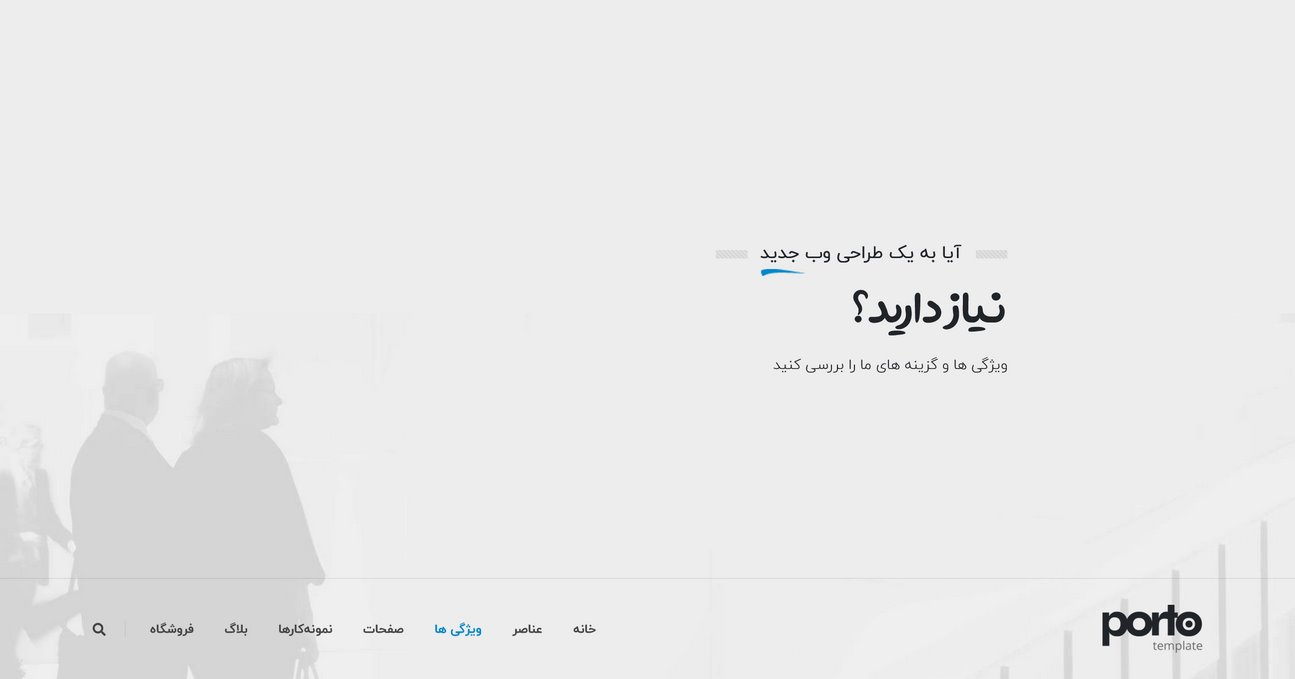 آیا به یک طراحی وب جدید
نیاز دارید؟
ویژگی ها و گزینه های ما را بررسی کنید
porto
template
خانه
عناصر
ویژگی ها
صفحات
نمونه‌کارها
بلاگ
فروشگاه